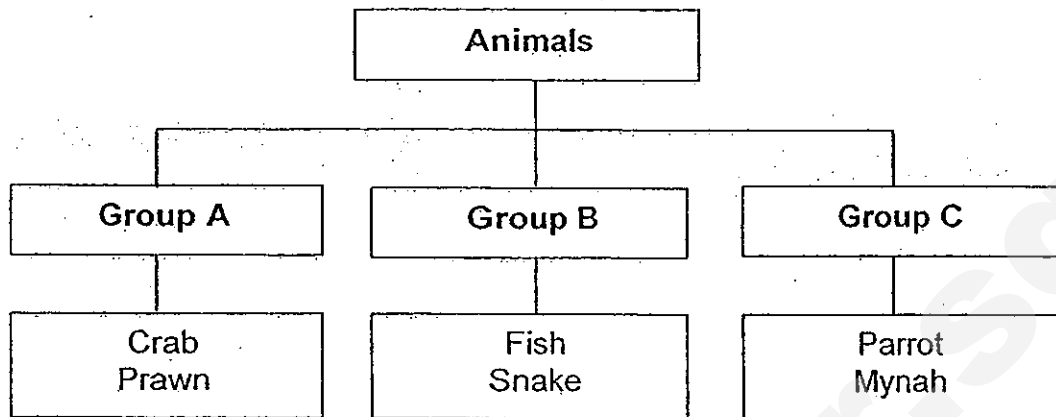 Animals
Group A
Group B
Group C
Crab
Prawn
Fish
Snake
Parrot
Mynah